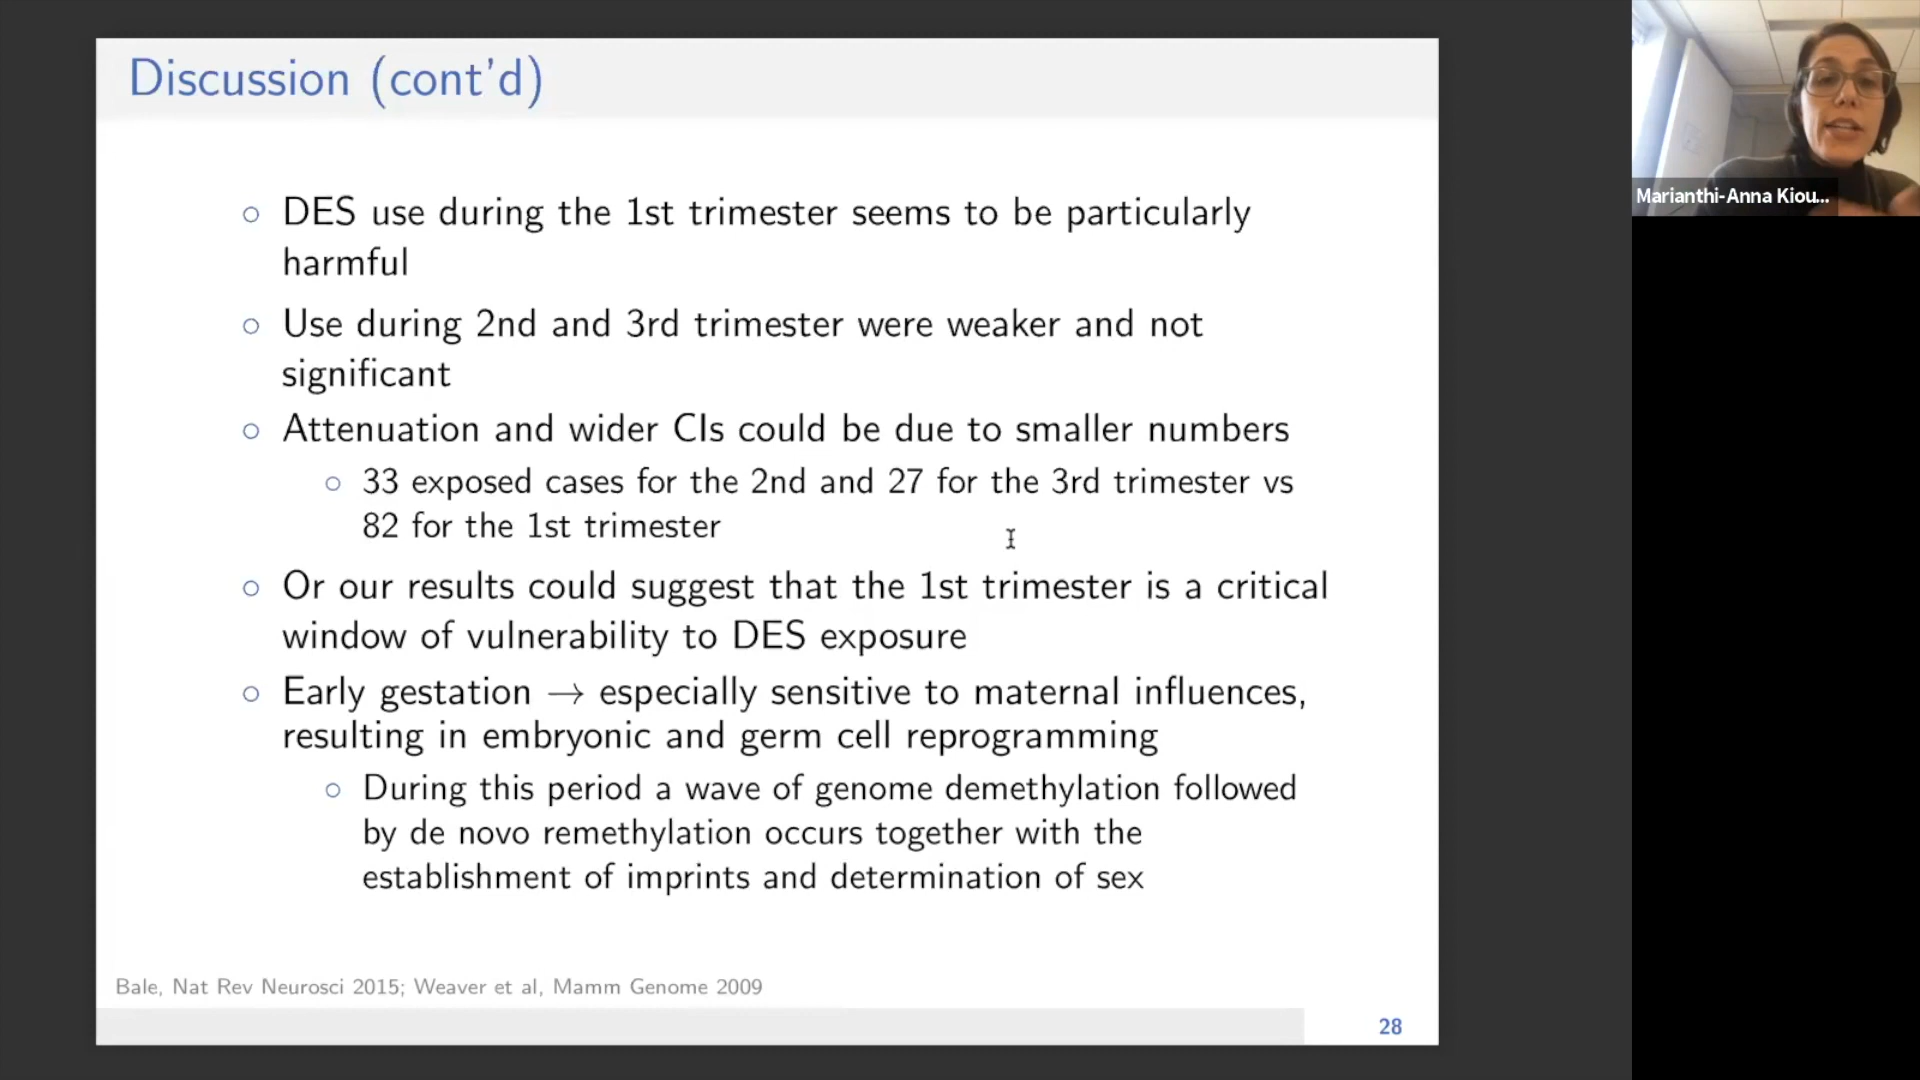 Discussion (cont'd)
○ DES use during the 1st trimester seems to be particularly
harmful
○ Use during 2nd and 3rd trimester were weaker and not
significant
○ Attenuation and wider CIs could be due to smaller numbers
○ 33 exposed cases for the 2nd and 27 for the 3rd trimester vs
82 for the 1st trimester
○ Or our results could suggest that the 1st trimester is a critical
window of vulnerability to DES exposure
○ Early gestation → especially sensitive to maternal influences,
resulting in embryonic and germ cell reprogramming
○ During this period a wave of genome demethylation followed
by de novo remethylation occurs together with the
establishment of imprints and determination of sex
Bale, Nat Rev Neurosci 2015; Weaver et al, Mamm Genome 2009
28
Marianthi-Anna Kiou...